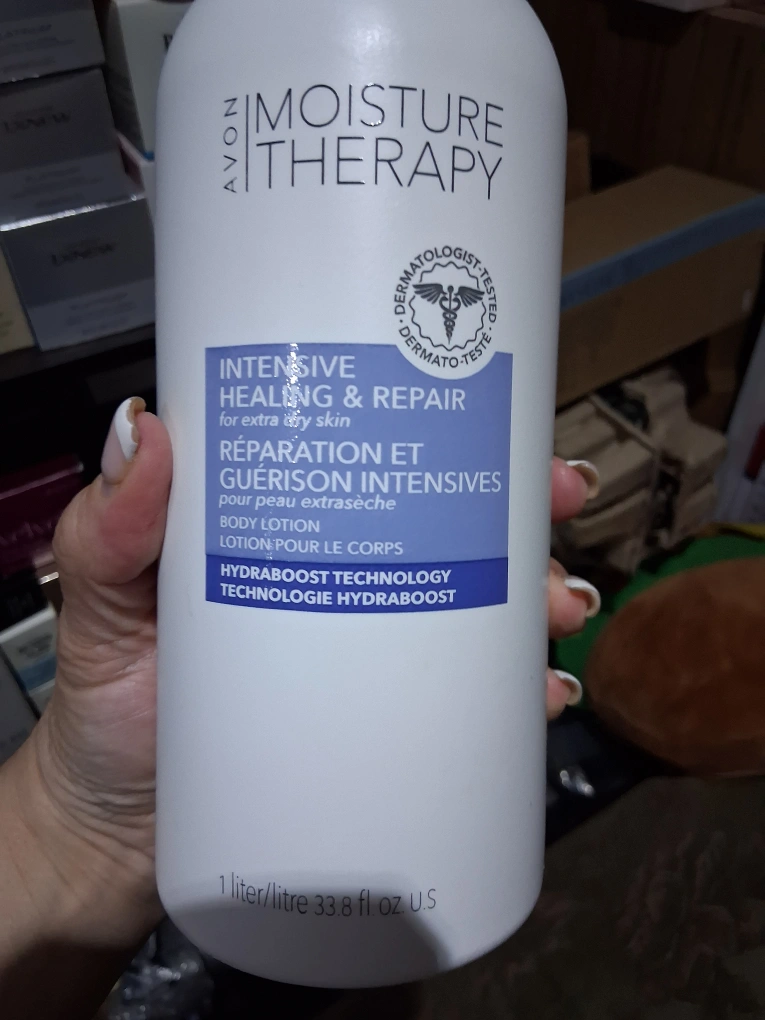 AVON
MOISTURE
THERAPY
DERMATOLOGIST-TESTED
DERMATO-TESTÉ
INTENSIVE
HEALING & REPAIR
for extra dry skin
RÉPARATION ET
GUÉRISON INTENSIVES
pour peau extrasèche
BODY LOTION
LOTION POUR LE CORPS
HYDRABOOST TECHNOLOGY
TECHNOLOGIE HYDRABOOST
1 liter/litre 33.8 fl. oz. U.S